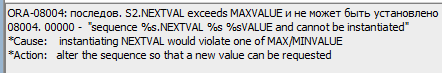 ORA-08004: последов. S2.NEXTVAL exceeds MAXVALUE и не может быть установлено
08004. 00000 -  "sequence %s.NEXTVAL %s %sVALUE and cannot be instantiated"
*Cause:    instantiating NEXTVAL would violate one of MAX/MINVALUE
*Action:   alter the sequence so that a new value can be requested